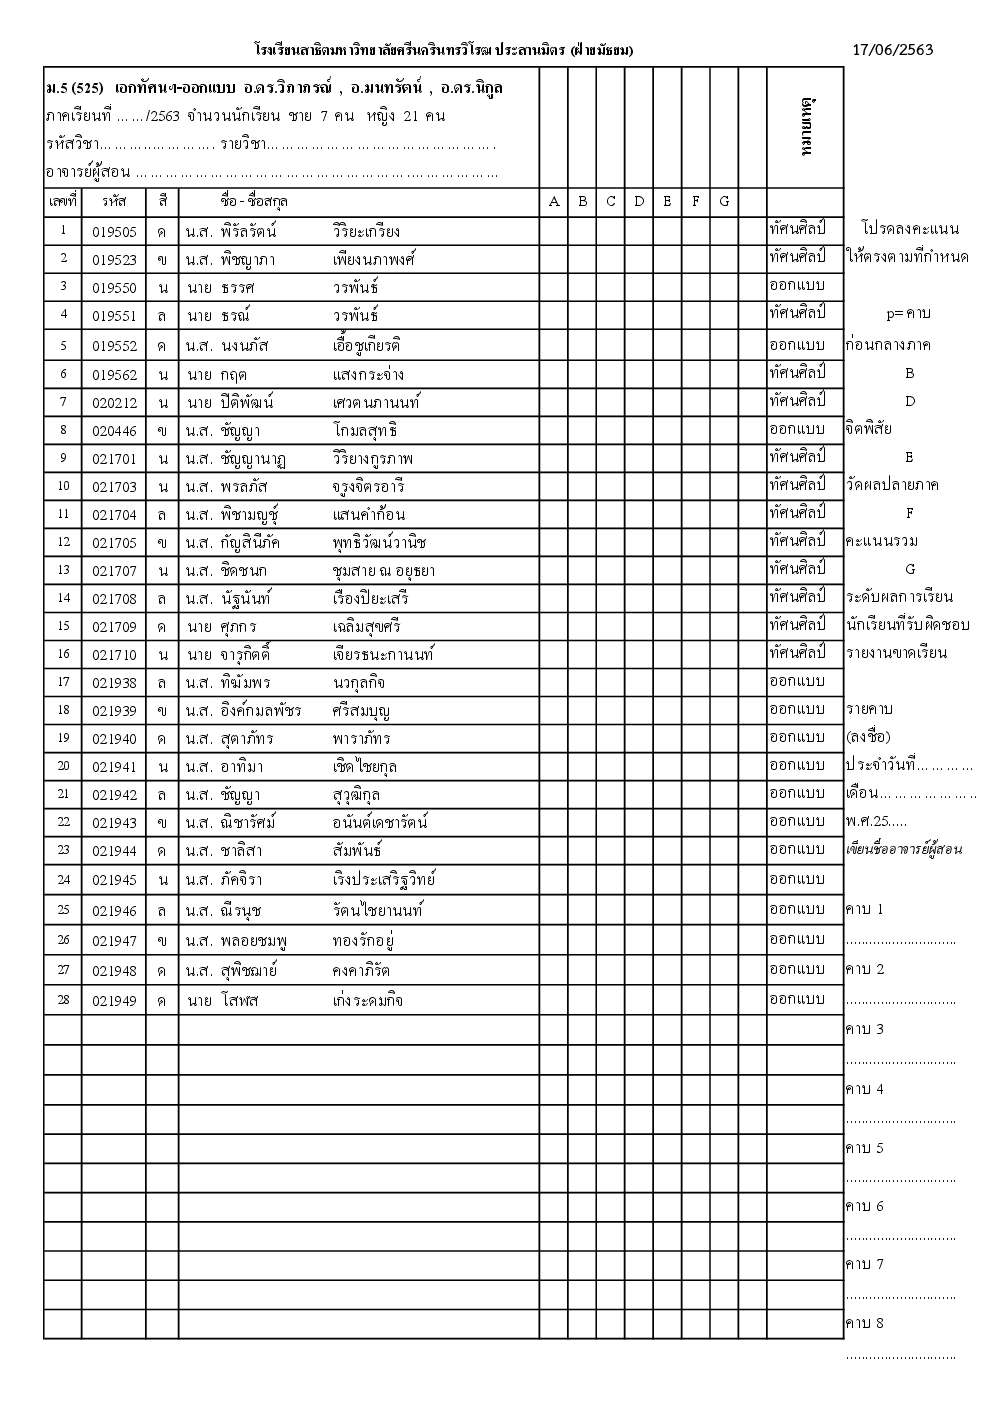 โรงเรียนสาธิตมหาวิทยาลัยศรีนครินทรวิโรฒ ประสานมิตร (ฝ่ายมัธยม) 17/06/2563
ม.5 (525) เอกทัศนฯ-ออกแบบ อ.ดร.วิภาภรณ์ , อ.มนทรัตน์ , อ.ดร.นิกูล
ภาคเรียนที่ ……/2563 จำนวนนักเรียน ชาย 7 คน หญิง 21 คน
รหัสวิชา…………………. รายวิชา……………………………………….
อาจารย์ผู้สอน ……………………………………………………………
หมายเหตุ
เลขที่ รหัส สี ชื่อ - ชื่อสกุล A B C D E F G
1 019505 ด น.ส. พิรัลรัตน์ วิริยะเกรียง ทัศนศิลป์ โปรดลงคะแนน
2 019523 ข น.ส. พิชญาภา เพียงนภาพงศ์ ทัศนศิลป์ ให้ตรงตามที่กำหนด
3 019550 น นาย ธรรศ วรพันธ์ ออกแบบ
4 019551 ล นาย ธรณ์ วรพันธ์ ทัศนศิลป์ p= คาบ
5 019552 ด น.ส. นงนภัส เอื้อชูเกียรติ ออกแบบ ก่อนกลางภาค
6 019562 น นาย กฤต แสงกระจ่าง ทัศนศิลป์ B
7 020212 น นาย ปิติพัฒน์ เศวตนภานนท์ ทัศนศิลป์ D
8 020446 ข น.ส. ชัญญา โกมลสุทธิ ออกแบบ จิตพิสัย
9 021701 น น.ส. ชัญญานาฏ วิริยางกูรภาพ ทัศนศิลป์ E
10 021703 น น.ส. พรลภัส จรูงจิตรอารี ทัศนศิลป์ วัดผลปลายภาค
11 021704 ล น.ส. พิชามญชุ์ แสนคำก้อน ทัศนศิลป์ F
12 021705 ข น.ส. กัญสินีภัค พุทธิวัฒน์วานิช ทัศนศิลป์ คะแนนรวม
13 021707 น น.ส. ชิดชนก ชุมสาย ณ อยุธยา ทัศนศิลป์ G
14 021708 ล น.ส. นัฐนันท์ เรืองปิยะเสรี ทัศนศิลป์ ระดับผลการเรียน
15 021709 ด นาย ศุภกร เฉลิมสุขศรี ทัศนศิลป์ นักเรียนที่รับผิดชอบ
16 021710 น นาย จารุกิตติ์ เจียรธนะกานนท์ ทัศนศิลป์ รายงานขาดเรียน
17 021938 ล น.ส. ทิฆัมพร นวกุลกิจ ออกแบบ
18 021939 ข น.ส. อิงค์กมลพัชร ศรีสมบุญ ออกแบบ รายคาบ
19 021940 ด น.ส. สุตาภัทร พาราภัทร ออกแบบ (ลงชื่อ)
20 021941 น น.ส. อาทิมา เชิดไชยกุล ออกแบบ ประจำวันที่…………
21 021942 ล น.ส. ชัญญา สุวุฒิกุล ออกแบบ เดือน………………..
22 021943 ข น.ส. ณิชารัศม์ อนันต์เดชารัตน์ ออกแบบ พ.ศ.25.....
23 021944 ด น.ส. ชาลิสา สัมพันธ์ ออกแบบ เขียนชื่ออาจารย์ผู้สอน
24 021945 น น.ส. ภัคจิรา เริงประเสริฐวิทย์ ออกแบบ
25 021946 ล น.ส. ณีรนุช รัตนไชยานนท์ ออกแบบ คาบ 1
26 021947 ข น.ส. พลอยชมพู ทองรักอยู่ ออกแบบ .............................
27 021948 ด น.ส. สุพิชฌาย์ คงคาภิรัต ออกแบบ คาบ 2
28 021949 ด นาย โสฬส เก่งระดมกิจ ออกแบบ .............................
คาบ 3
.............................
คาบ 4
.............................
คาบ 5
.............................
คาบ 6
.............................
คาบ 7
.............................
คาบ 8
.............................